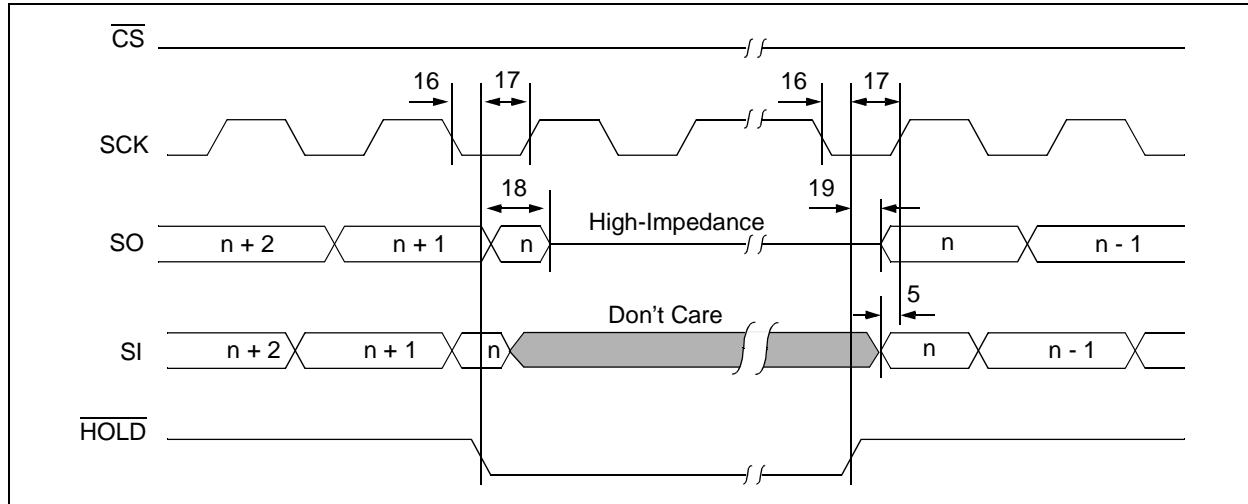 CS
16 17 16 17
SCK
18 19
High-Impedance
SO n + 2 n + 1 n n n - 1
5
Don't Care
SI n + 2 n + 1 n n n - 1
HOLD